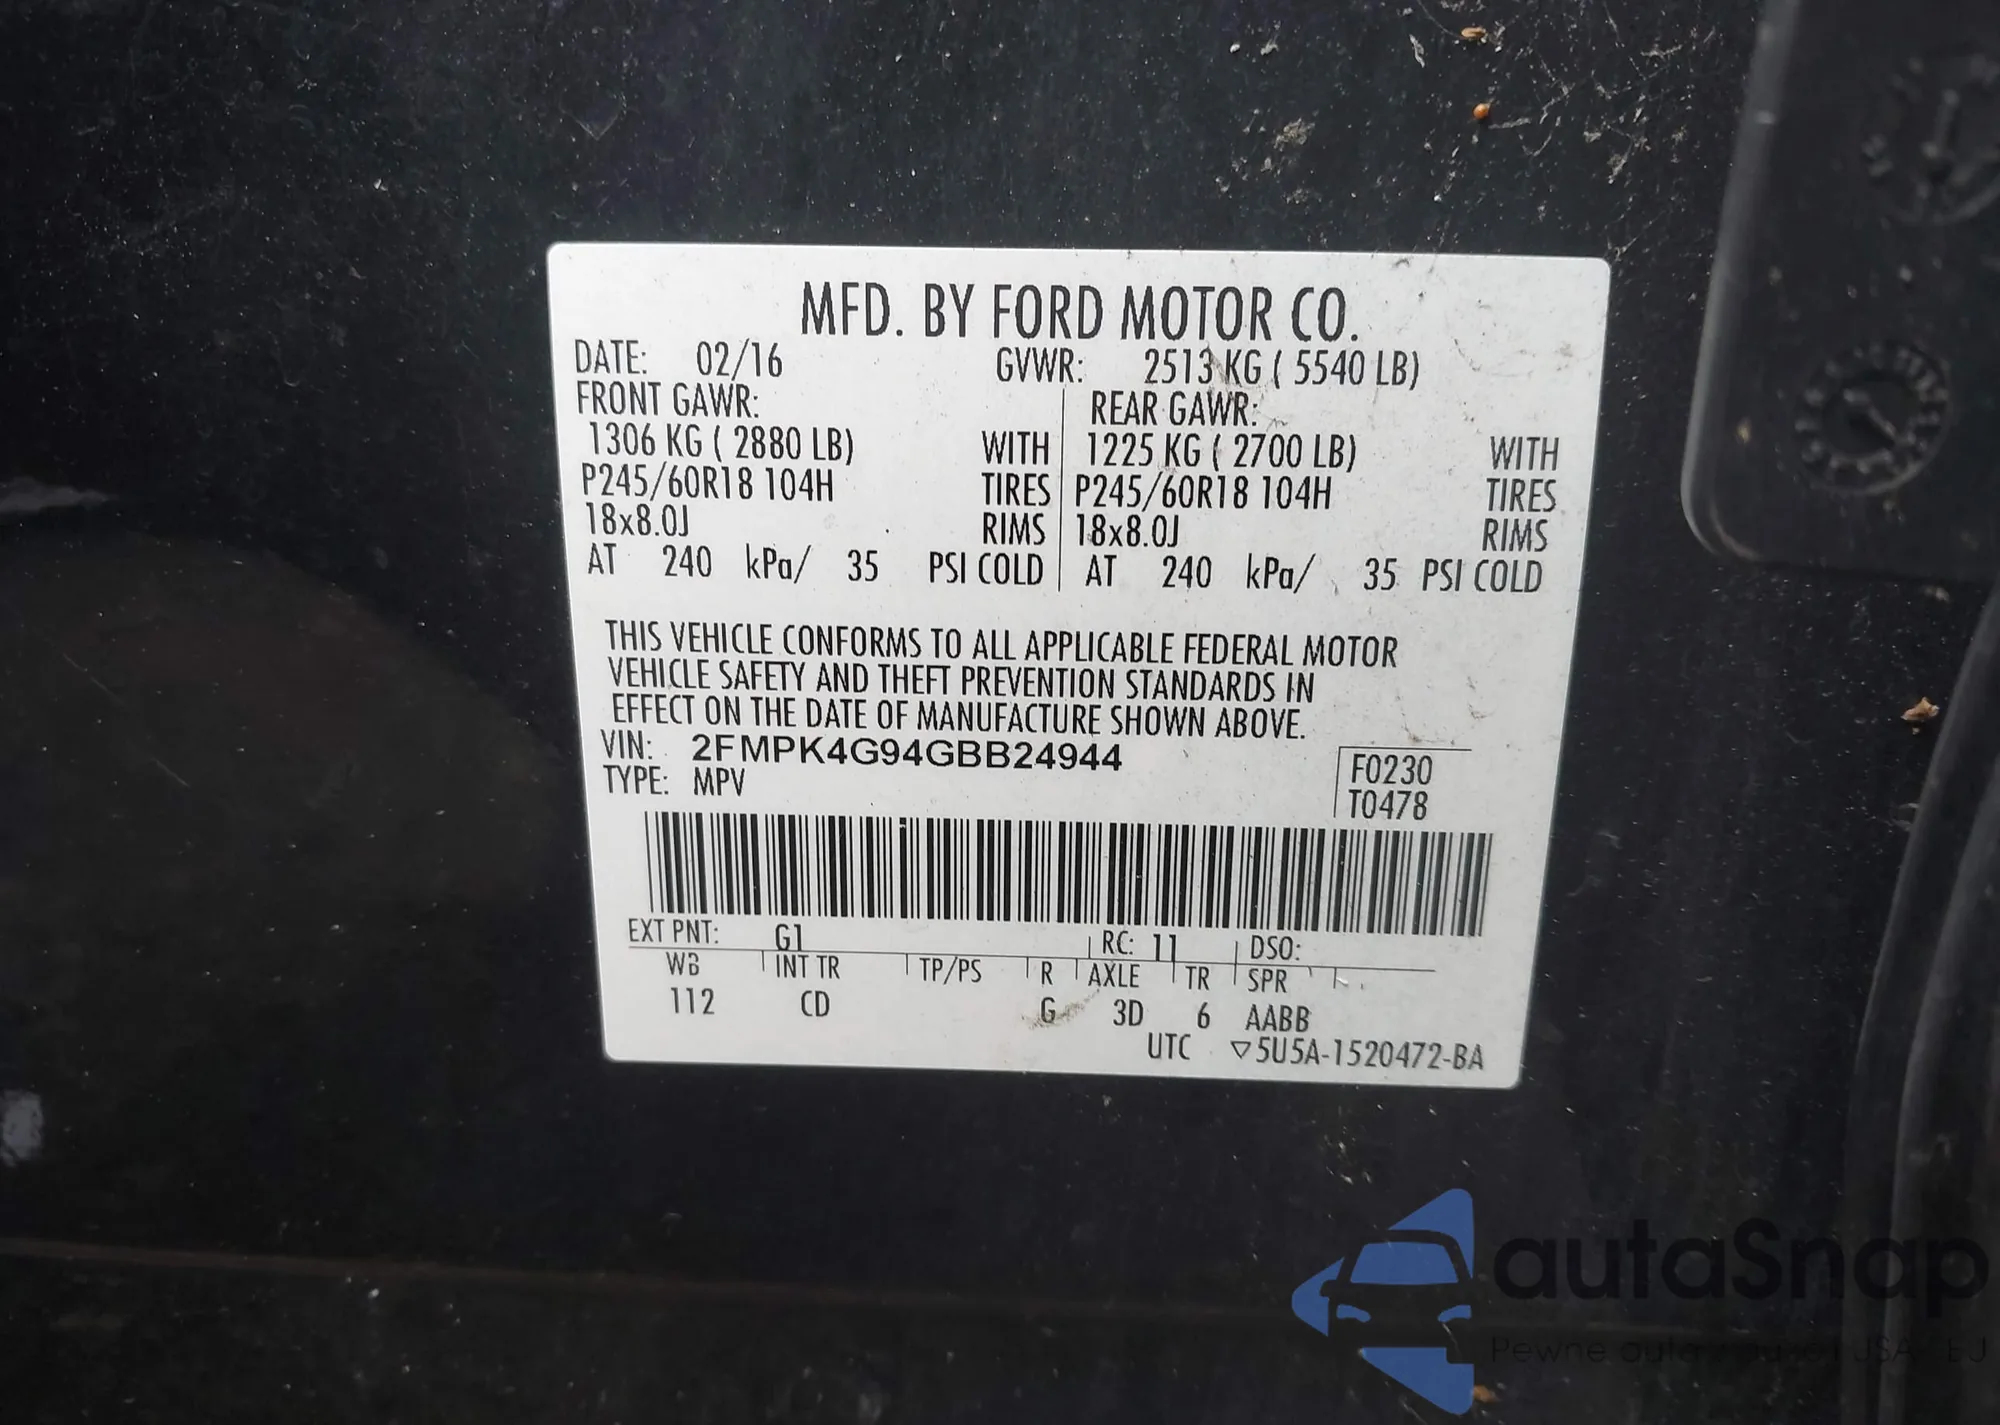 MFD. BY FORD MOTOR CO.
DATE: 02/16 GVWR: 2513 KG ( 5540 LB)
FRONT GAWR: REAR GAWR:
1306 KG ( 2880 LB) WITH 1225 KG ( 2700 LB) WITH
P245/60R18 104H TIRES P245/60R18 104H TIRES
18x8.0J RIMS 18x8.0J RIMS
AT 240 kPa/ 35 PSI COLD AT 240 kPa/ 35 PSI COLD
THIS VEHICLE CONFORMS TO ALL APPLICABLE FEDERAL MOTOR
VEHICLE SAFETY AND THEFT PREVENTION STANDARDS IN
EFFECT ON THE DATE OF MANUFACTURE SHOWN ABOVE.
VIN: 2FMPK4G94GBB24944
TYPE: MPV
F0230
T0478
EXT PNT: G1 RC: 11 DSO:
WB INT TR TP/PS R AXLE TR SPR
112 CD G 3D 6 AABB
UTC ▽5U5A-1520472-BA
autaSnap
Pewne auta